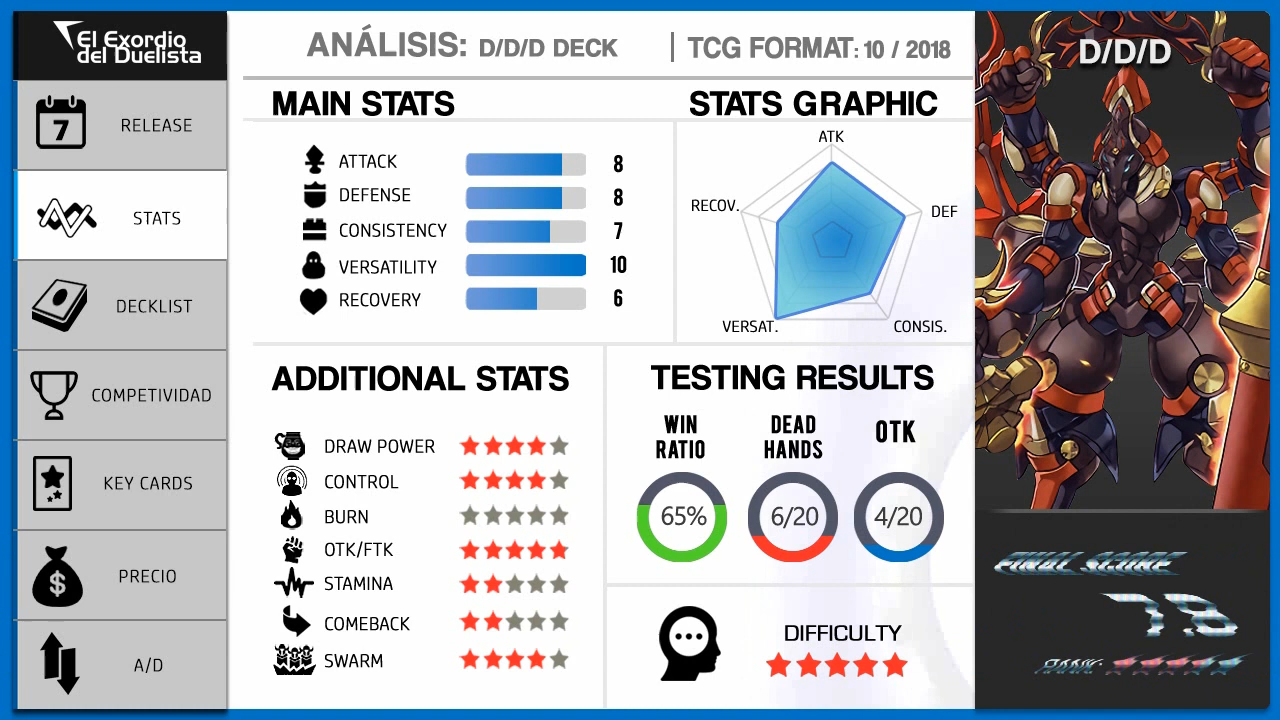 El Exordio
del Duelista
ANÁLISIS: D/D/D DECK | TCG FORMAT: 10 / 2018
D/D/D
RELEASE
STATS
DECKLIST
COMPETIVIDAD
KEY CARDS
PRECIO
A/D
MAIN STATS
ATTACK 8
DEFENSE 8
CONSISTENCY 7
VERSATILITY 10
RECOVERY 6
STATS GRAPHIC
ATK
RECOV.
DEF
VERSAT.
CONSIS.
ADDITIONAL STATS
DRAW POWER
CONTROL
BURN
OTK/FTK
STAMINA
COMEBACK
SWARM
TESTING RESULTS
WIN
RATIO
DEAD
HANDS
OTK
65%
6/20
4/20
DIFFICULTY
FINAL SCORE
7.8
RANK: